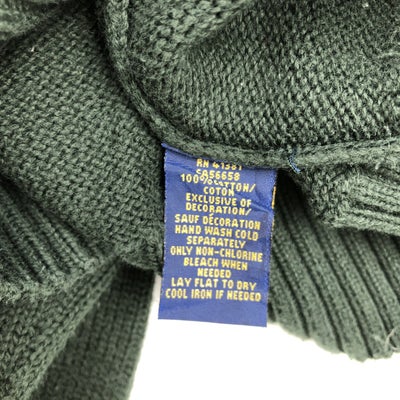 RN 41381
CA56658
100% COTTON/
COTON
EXCLUSIVE OF
DECORATION/
SAUF DÉCORATION
HAND WASH COLD
SEPARATELY
ONLY NON-CHLORINE
BLEACH WHEN
NEEDED
LAY FLAT TO DRY
COOL IRON IF NEEDED